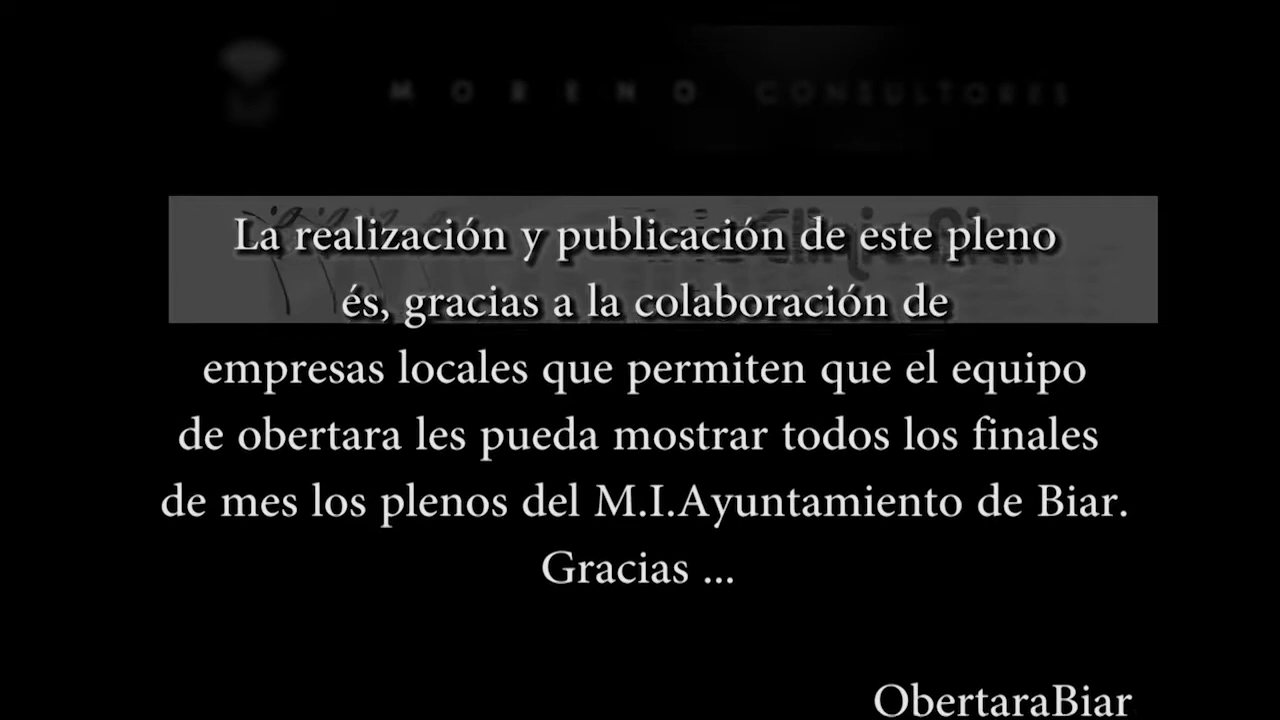 MORENO CONSULTORES
La realización y publicación de este pleno
és, gracias a la colaboración de
empresas locales que permiten que el equipo
de obertara les pueda mostrar todos los finales
de mes los plenos del M.I.Ayuntamiento de Biar.
Gracias ...
ObertaraBiar